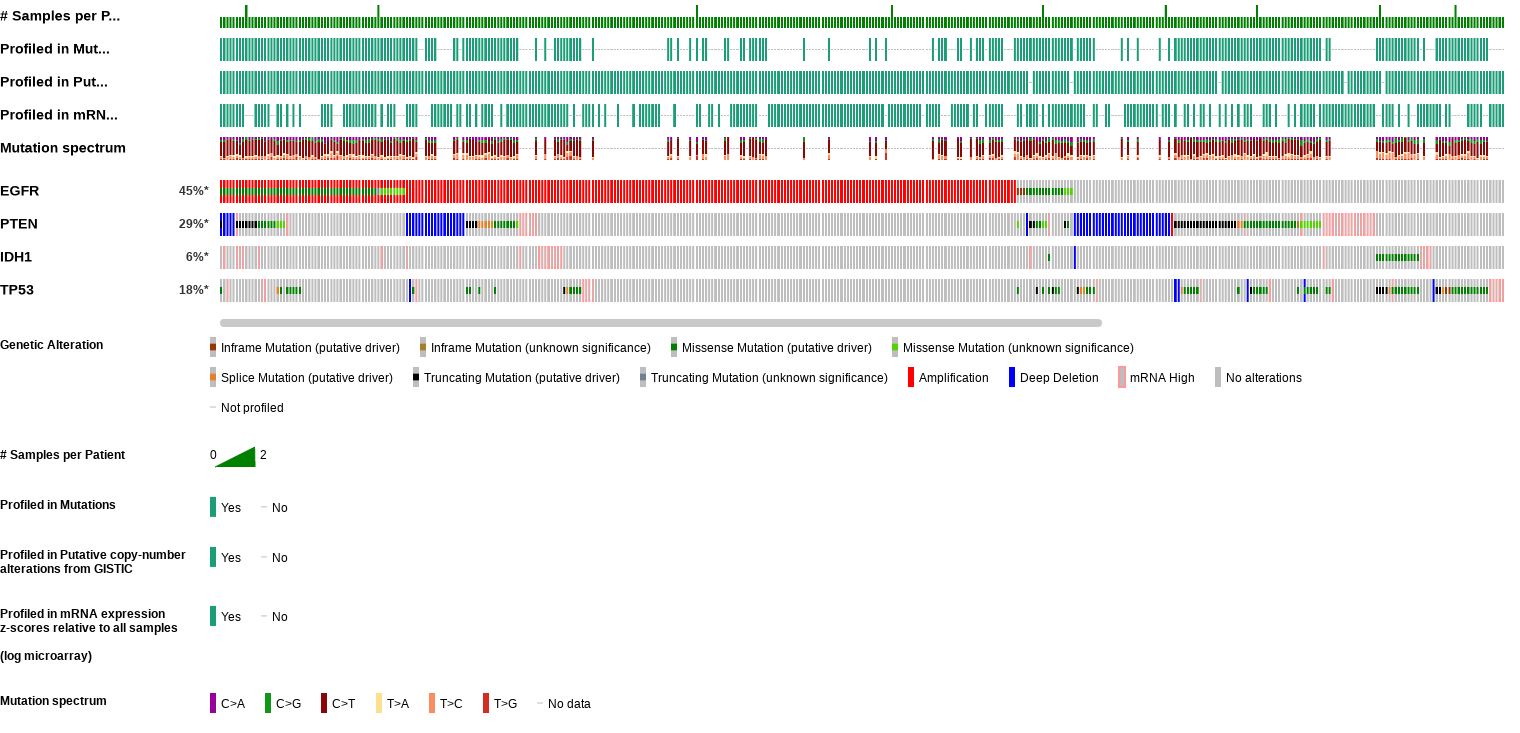 # Samples per P...
Profiled in Mut...
Profiled in Put...
Profiled in mRN...
Mutation spectrum
EGFR 45%*
PTEN 29%*
IDH1 6%*
TP53 18%*
Genetic Alteration
Inframe Mutation (putative driver) Inframe Mutation (unknown significance) Missense Mutation (putative driver) Missense Mutation (unknown significance)
Splice Mutation (putative driver) Truncating Mutation (putative driver) Truncating Mutation (unknown significance) Amplification Deep Deletion mRNA High No alterations
Not profiled
# Samples per Patient 0 2
Profiled in Mutations Yes No
Profiled in Putative copy-number
alterations from GISTIC
Yes No
Profiled in mRNA expression
z-scores relative to all samples
(log microarray)
Yes No
Mutation spectrum C>A C>G C>T T>A T>C T>G No data